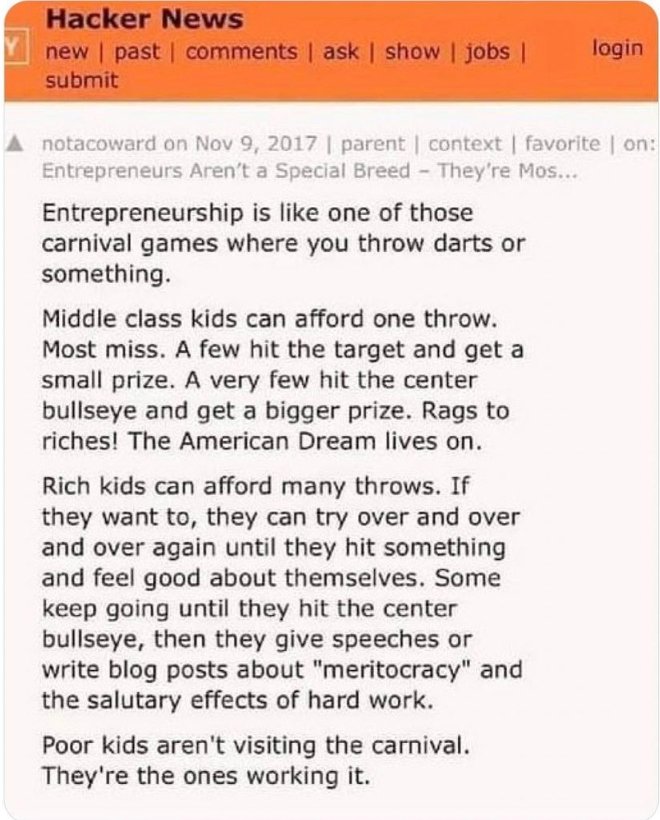 Hacker News
Y
new | past | comments | ask | show | jobs |
login
submit
▲ notacoward on Nov 9, 2017 | parent | context | favorite | on:
Entrepreneurs Aren't a Special Breed – They're Mos...
Entrepreneurship is like one of those
carnival games where you throw darts or
something.
Middle class kids can afford one throw.
Most miss. A few hit the target and get a
small prize. A very few hit the center
bullseye and get a bigger prize. Rags to
riches! The American Dream lives on.
Rich kids can afford many throws. If
they want to, they can try over and over
and over again until they hit something
and feel good about themselves. Some
keep going until they hit the center
bullseye, then they give speeches or
write blog posts about "meritocracy" and
the salutary effects of hard work.
Poor kids aren't visiting the carnival.
They're the ones working it.